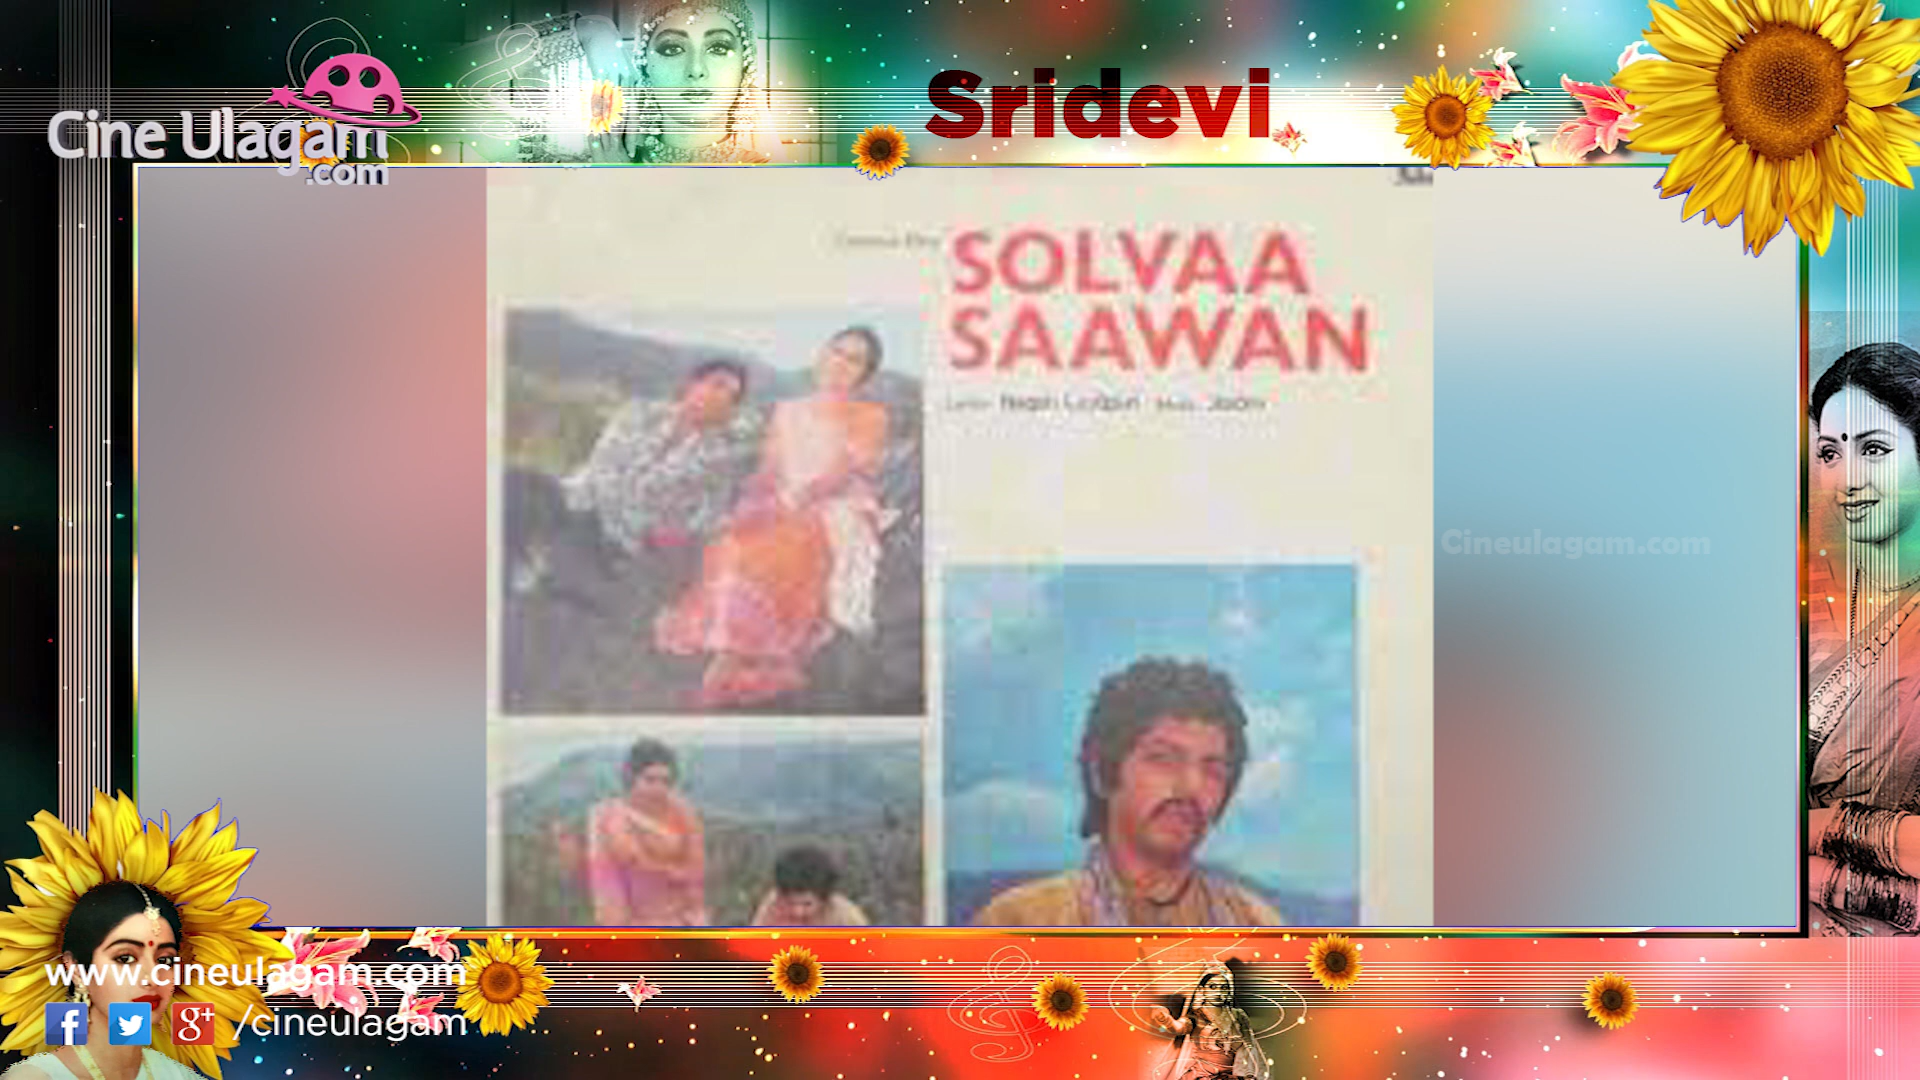 Cine Ulagam
.com
Sridevi
SOLVAA
SAAWAN
Cineulagam.com
www.cineulagam.com
f g+ /cineulagam